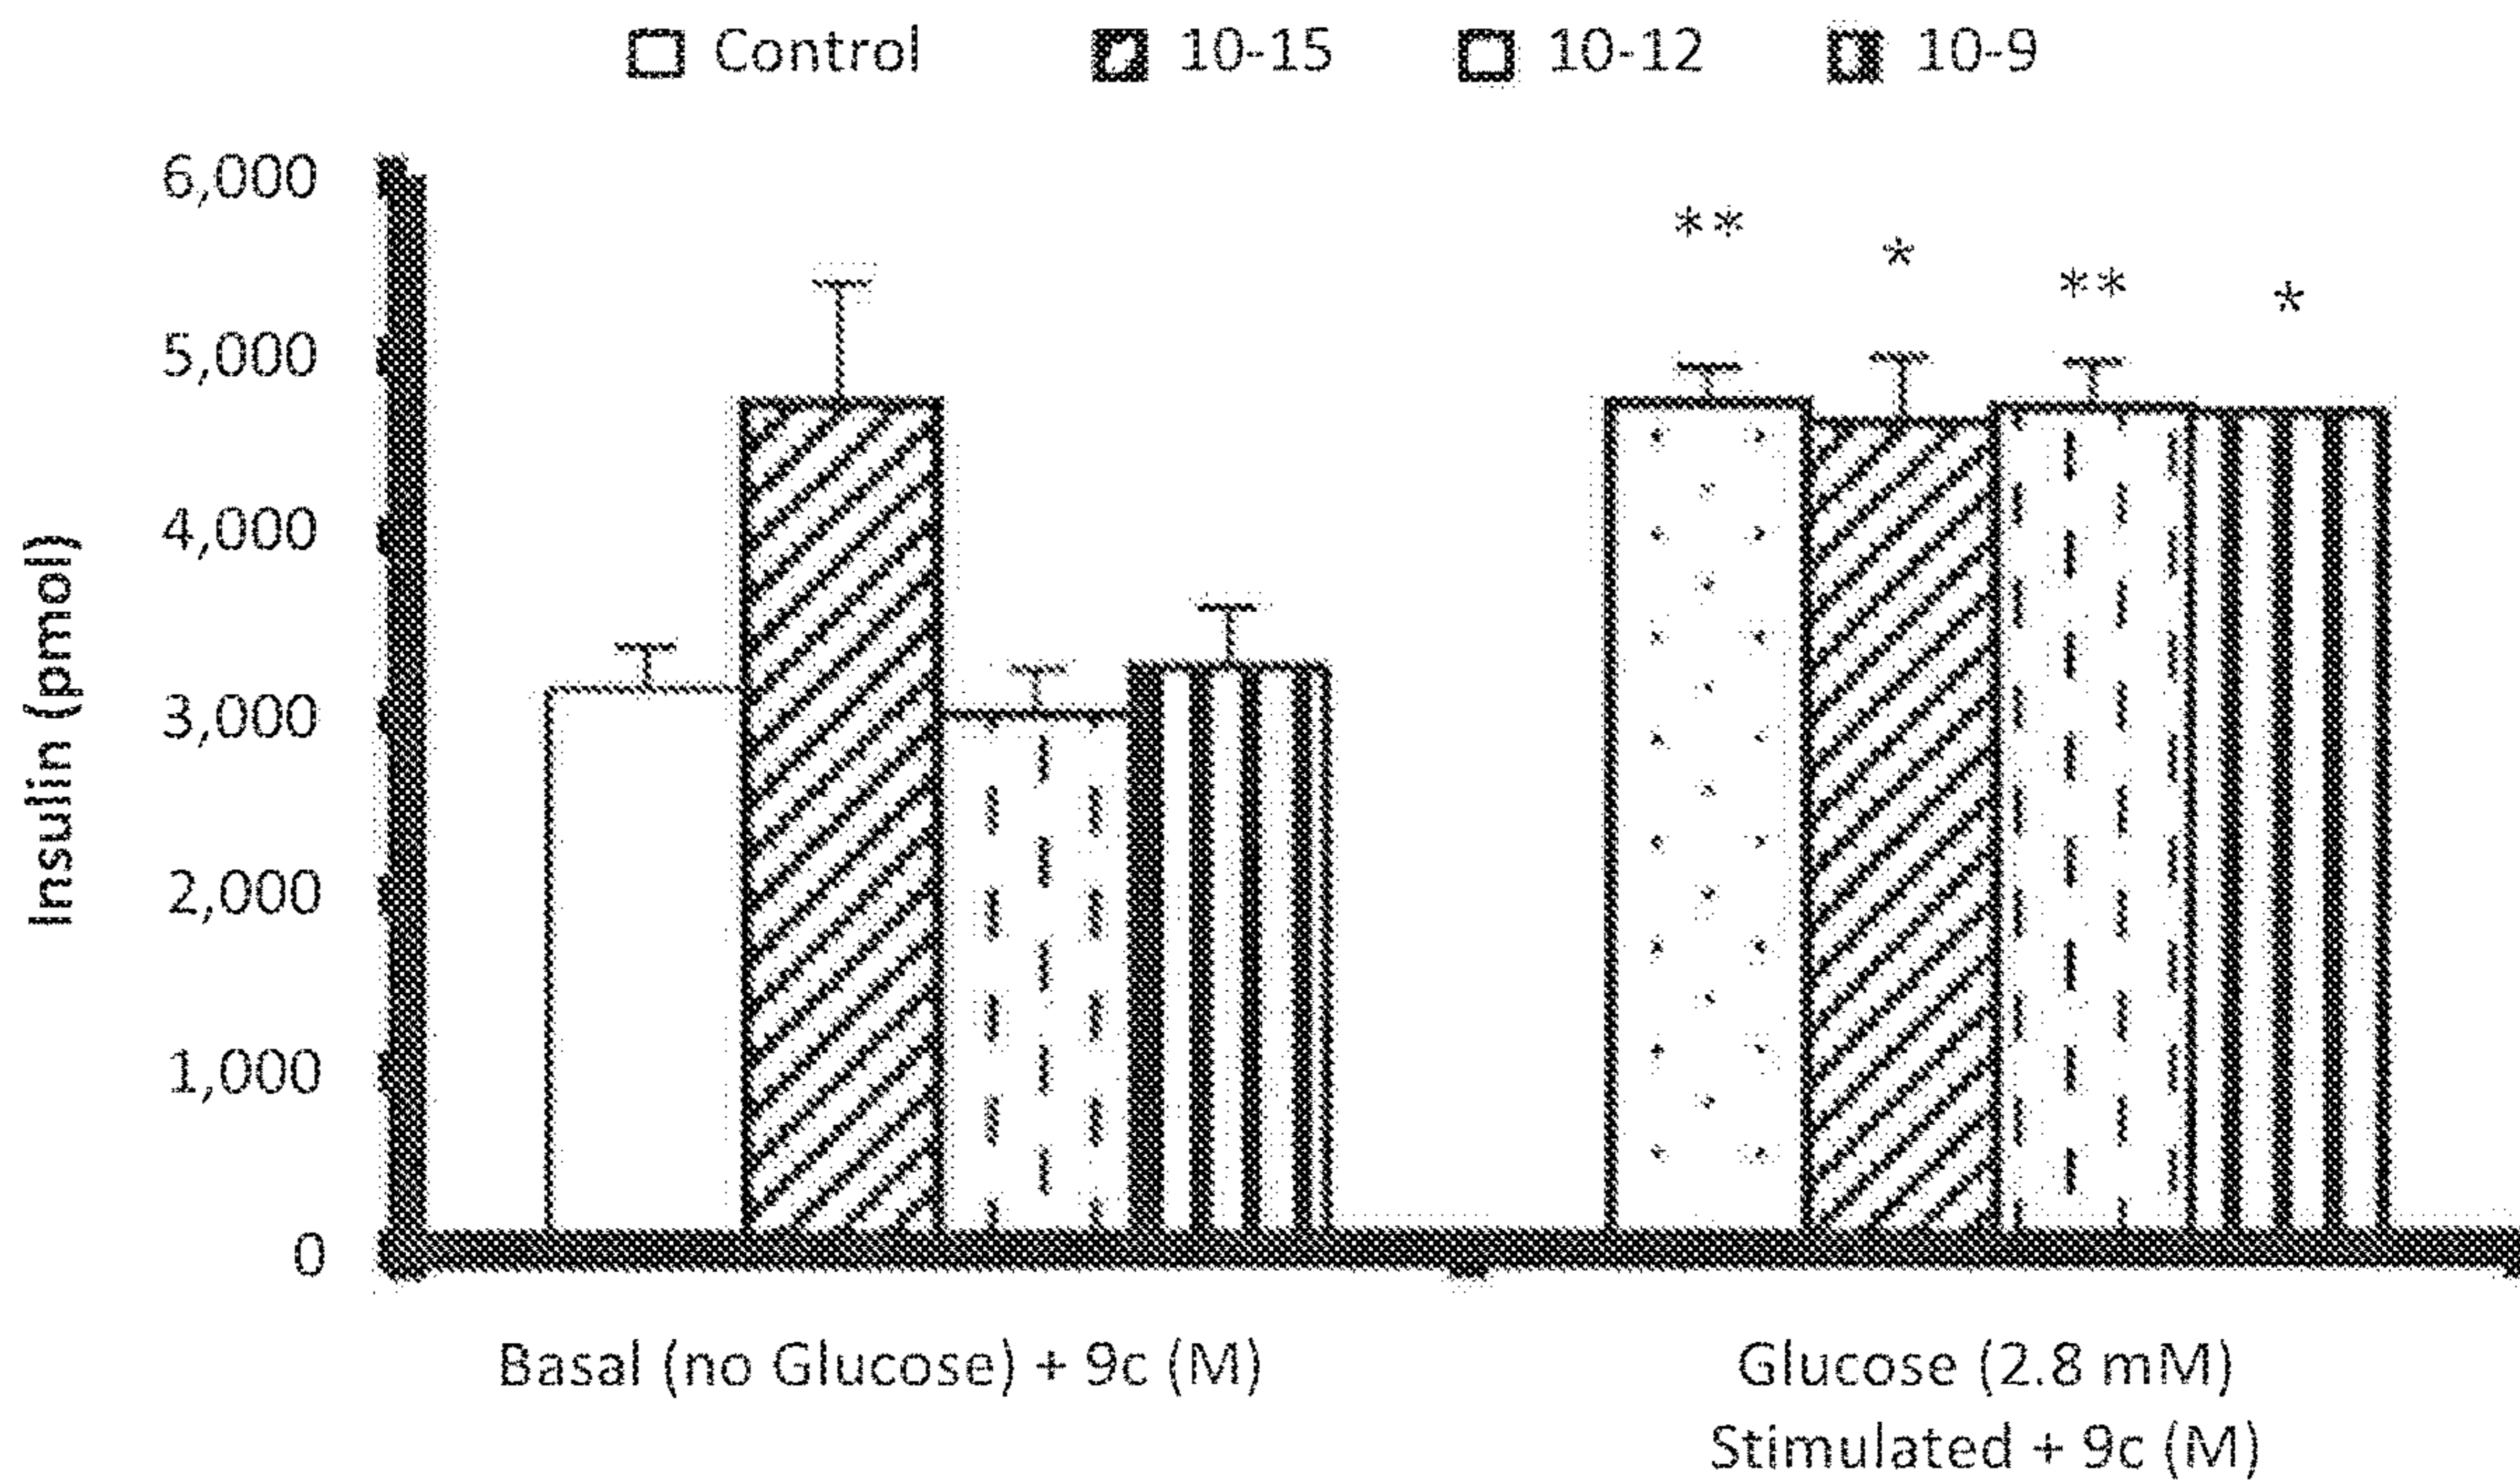 Control 10-15 10-12 10-9
6,000
5,000
4,000
3,000
2,000
1,000
0
Insulin (pmol)
** * ** *
Basal (no Glucose) + 9c (M)
Glucose (2.8 mM)
Stimulated + 9c (M)